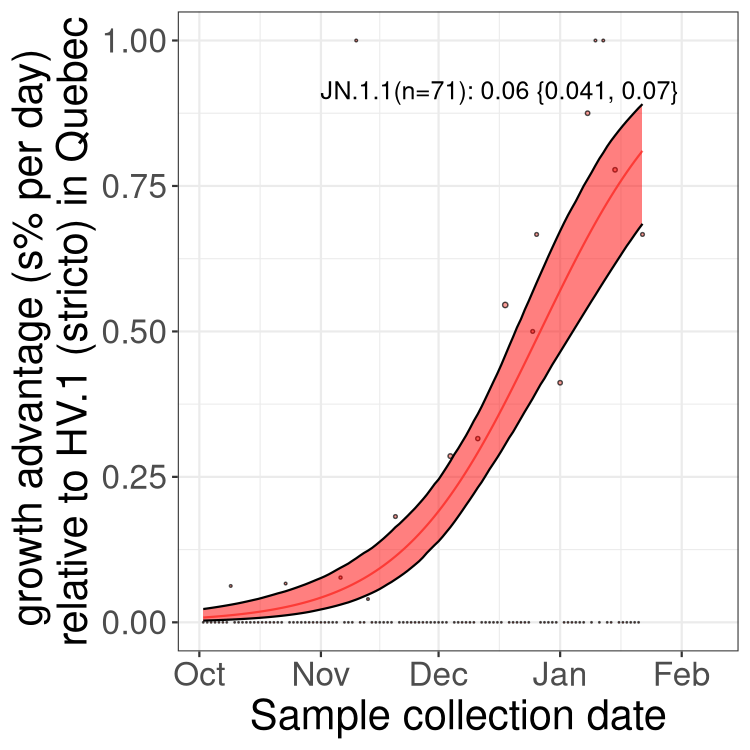 growth advantage (s% per day)
relative to HV.1 (stricto) in Quebec
1.00
0.75
0.50
0.25
0.00
JN.1.1(n=71): 0.06 {0.041, 0.07}
Oct Nov Dec Jan Feb
Sample collection date